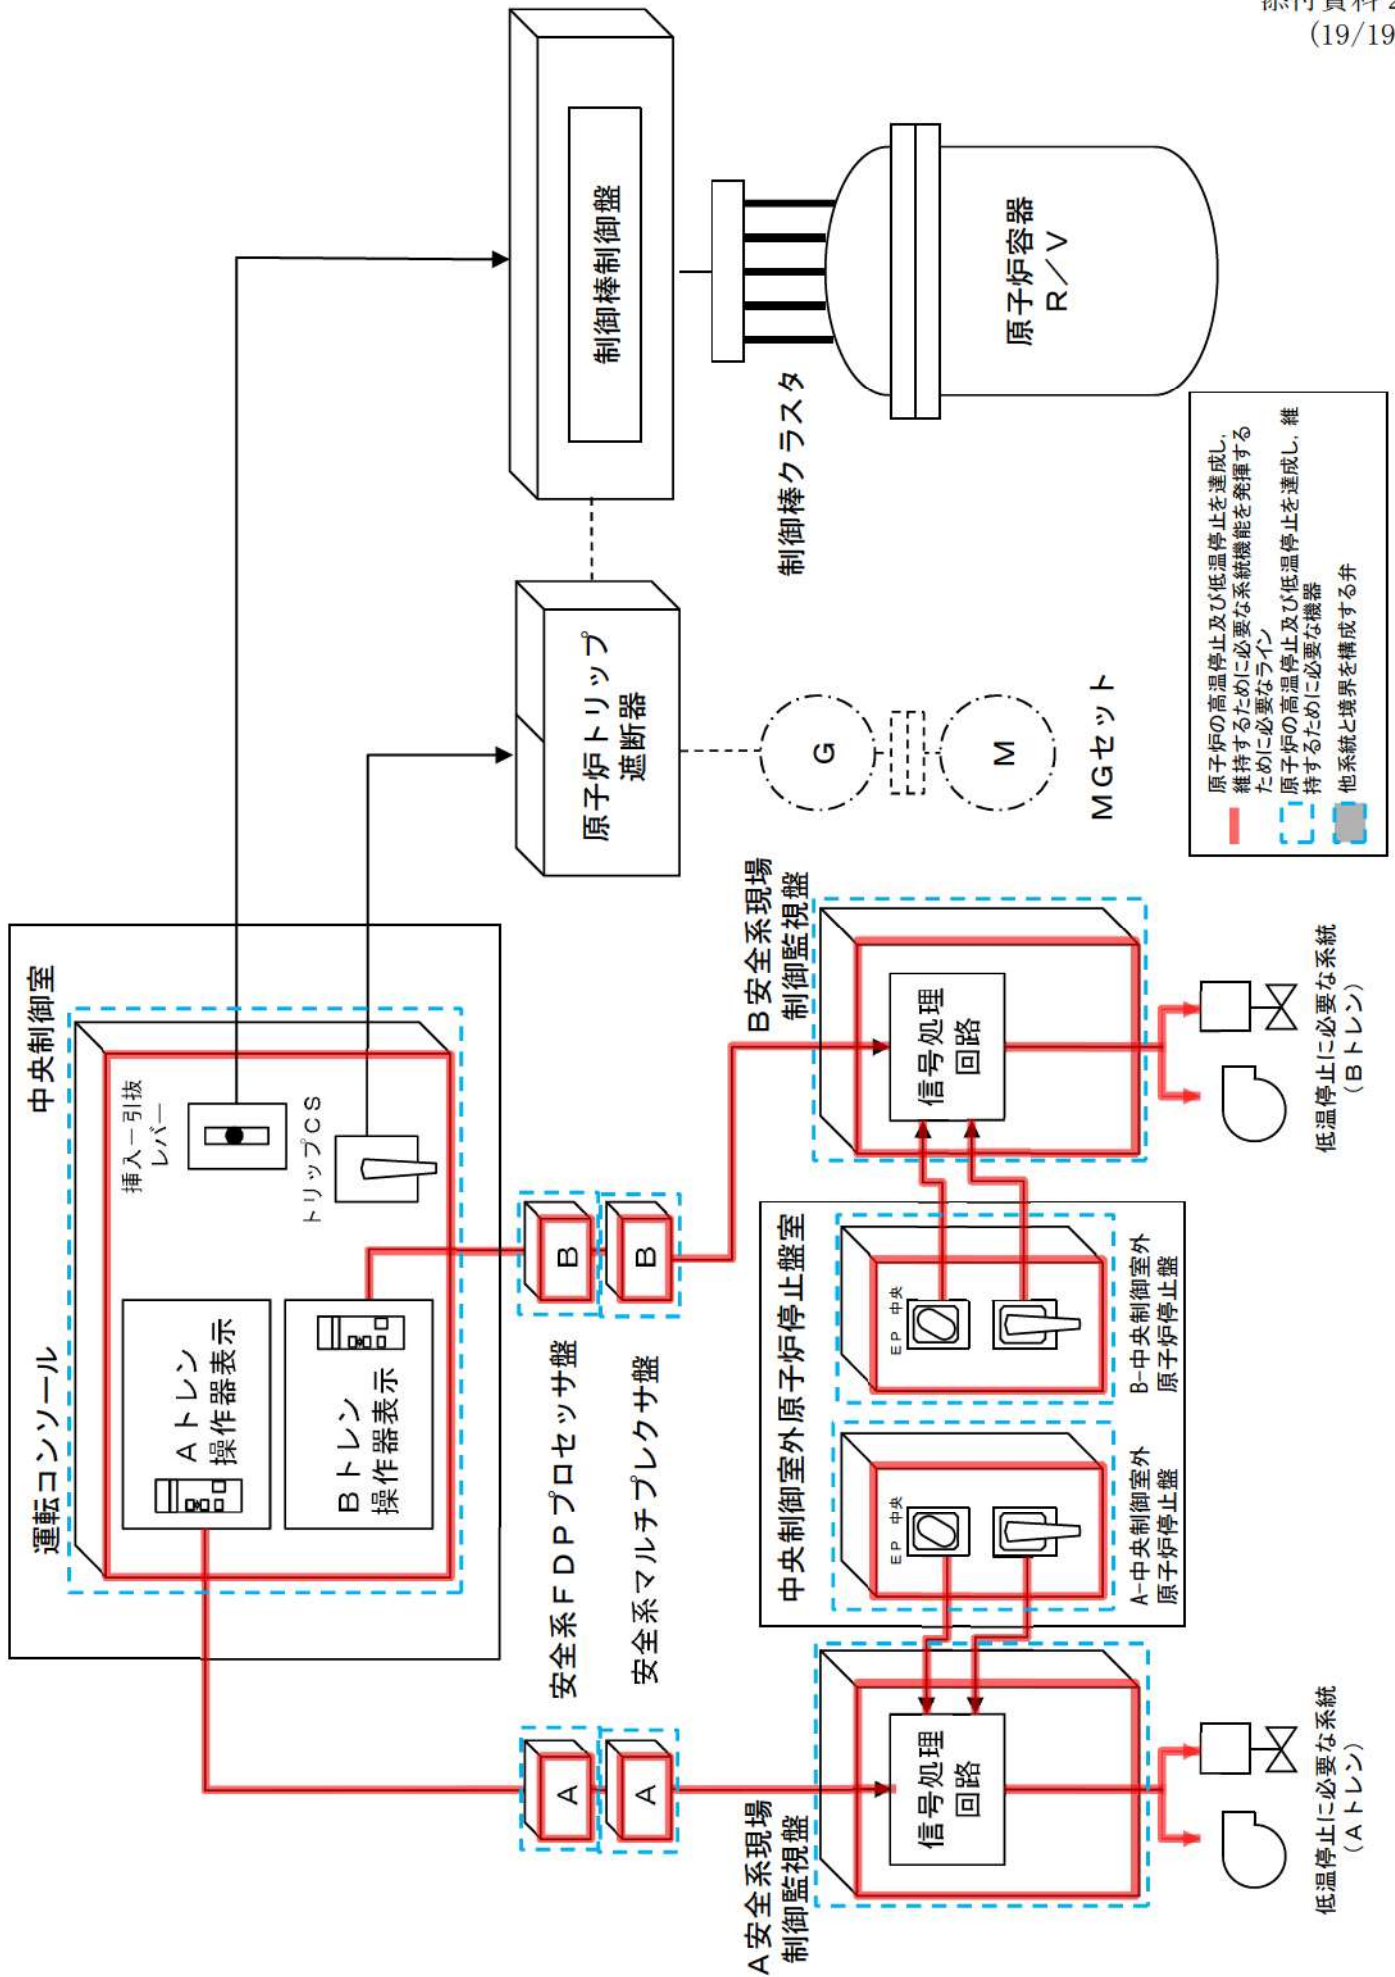 添付資料2
(19/19
中央制御室
運転コンソール
挿入－引抜
レバー
トリップCS
Aトレン
操作器表示
Bトレン
操作器表示
制御棒制御盤
原子炉トリップ
遮断器
制御棒クラスタ
原子炉容器
R／V
G
M
MGセット
安全系FDPプロセッサ盤
安全系マルチプレクサ盤
A
A
B
B
A安全系現場
制御監視盤
信号処理
回路
B安全系現場
制御監視盤
信号処理
回路
中央制御室外原子炉停止盤室
EP 中央
A-中央制御室外
原子炉停止盤
EP 中央
B-中央制御室外
原子炉停止盤
低温停止に必要な系統
（Aトレン）
低温停止に必要な系統
（Bトレン）
原子炉の高温停止及び低温停止を達成し，
維持するために必要な系統機能を発揮する
ために必要なライン
原子炉の高温停止及び低温停止を達成し，維
持するために必要な機器
他系統と境界を構成する弁